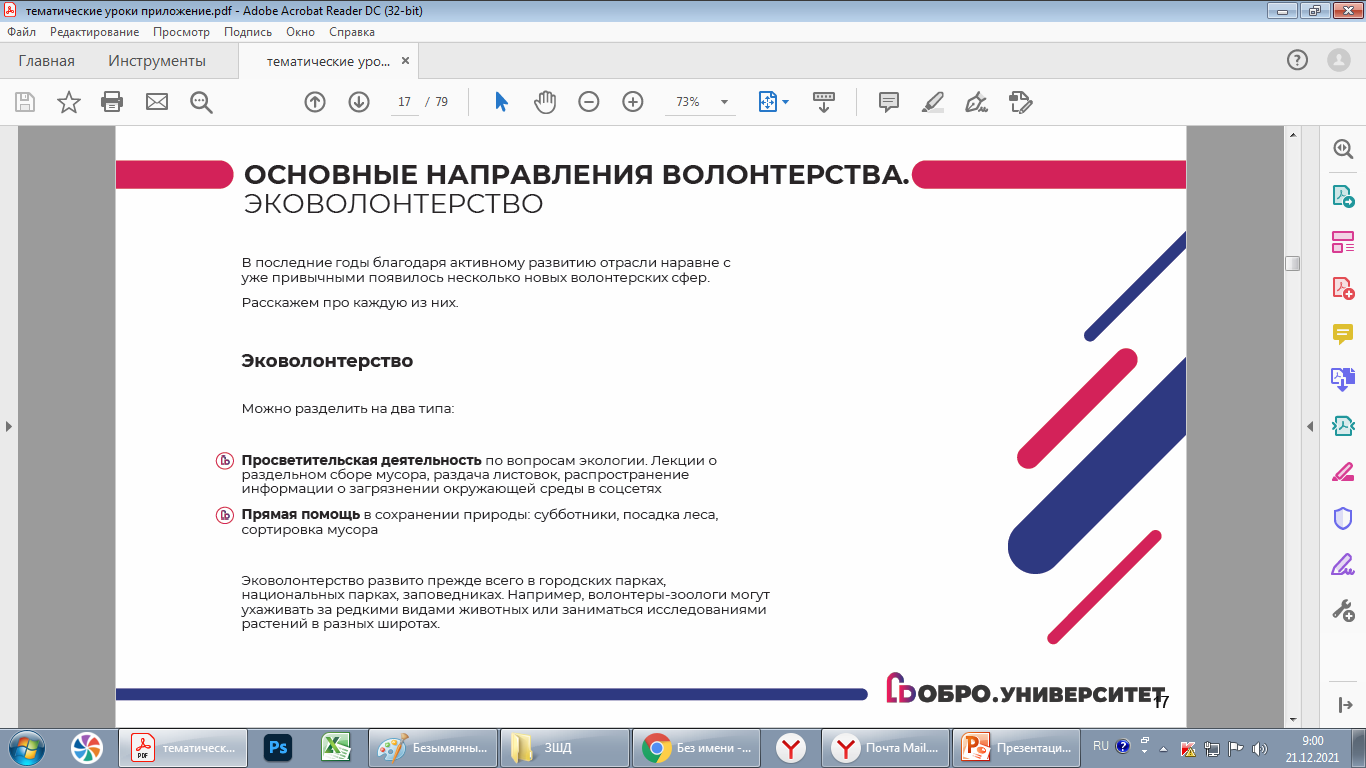 тематические уроки приложение.pdf - Adobe Acrobat Reader DC (32-bit)
Файл Редактирование Просмотр Подпись Окно Справка
Главная Инструменты тематические уро... ×
17 / 79 73%
ОСНОВНЫЕ НАПРАВЛЕНИЯ ВОЛОНТЕРСТВА.
ЭКОВОЛОНТЕРСТВО
В последние годы благодаря активному развитию отрасли наравне с
уже привычными появилось несколько новых волонтерских сфер.
Расскажем про каждую из них.
Эковолонтерство
Можно разделить на два типа:
Просветительская деятельность по вопросам экологии. Лекции о
раздельном сборе мусора, раздача листовок, распространение
информации о загрязнении окружающей среды в соцсетях
Прямая помощь в сохранении природы: субботники, посадка леса,
сортировка мусора
Эковолонтерство развито прежде всего в городских парках,
национальных парках, заповедниках. Например, волонтеры-зоологи могут
ухаживать за редкими видами животных или заниматься исследованиями
растений в разных широтах.
ДОБРО.УНИВЕРСИТЕТ
17
тематическ... Безымянны... ЗШД Без имени -... Почта Mail.... Презентаци... RU 9:00
21.12.2021